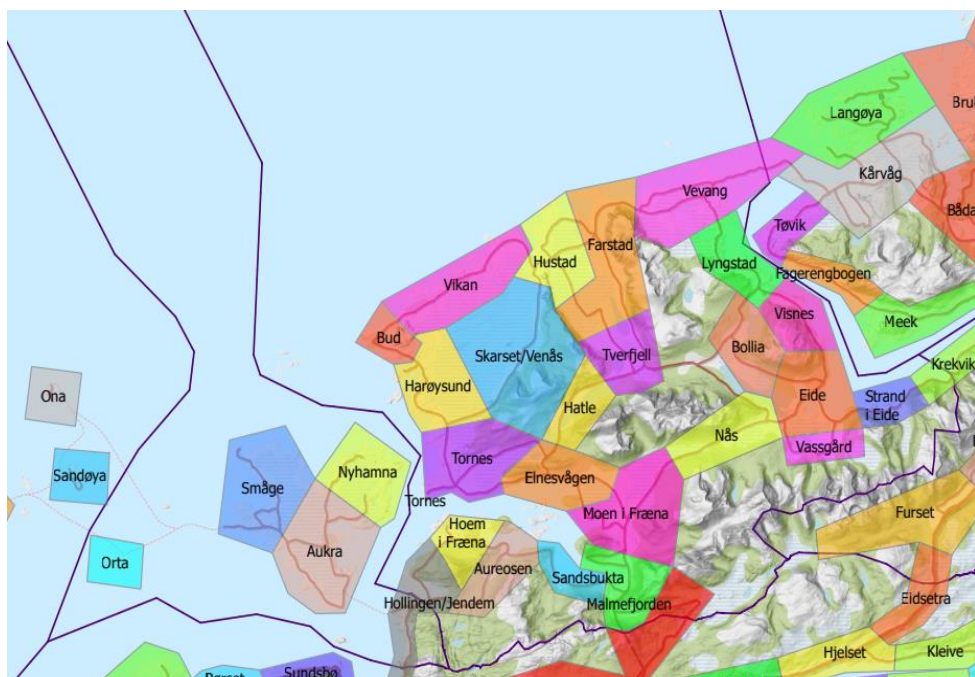 Langøya
Kårvåg
Vevang
Tøvik
Hustad
Farstad
Lyngstad
Fagerengbogen
Vikan
Visnes
Meek
Bud
Skarset/Venås
Tverfjell
Bollia
Krekvik
Harøysund
Ona
Hatle
Eide
Strand
i Eide
Nås
Vassgård
Tornes
Sandøya
Nyhamna
Elnesvågen
Småge
Tornes
Moen i Fræna
Furset
Hoem
i Fræna
Aukra
Orta
Aureosen
Sandsbukta
Hollingen/Jendem
Malmefjorden
Eidsetra
Hjelset
Kleive
Sundsbø